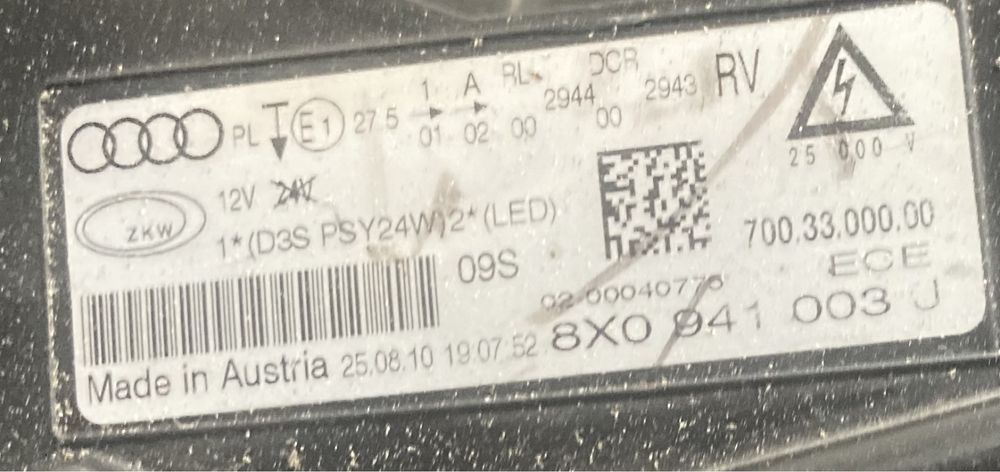 PL E1 27 5 1 01 A 02 RL 00 2944 DCR 00 2943 RV
25 000 V
ZKW 12V 24V
1*(D3S PSY24W)2*(LED)
700.33.000.00
09S
ECE
02-00040776
8X0 941 003 J
Made in Austria 25.08.10 19:07:52